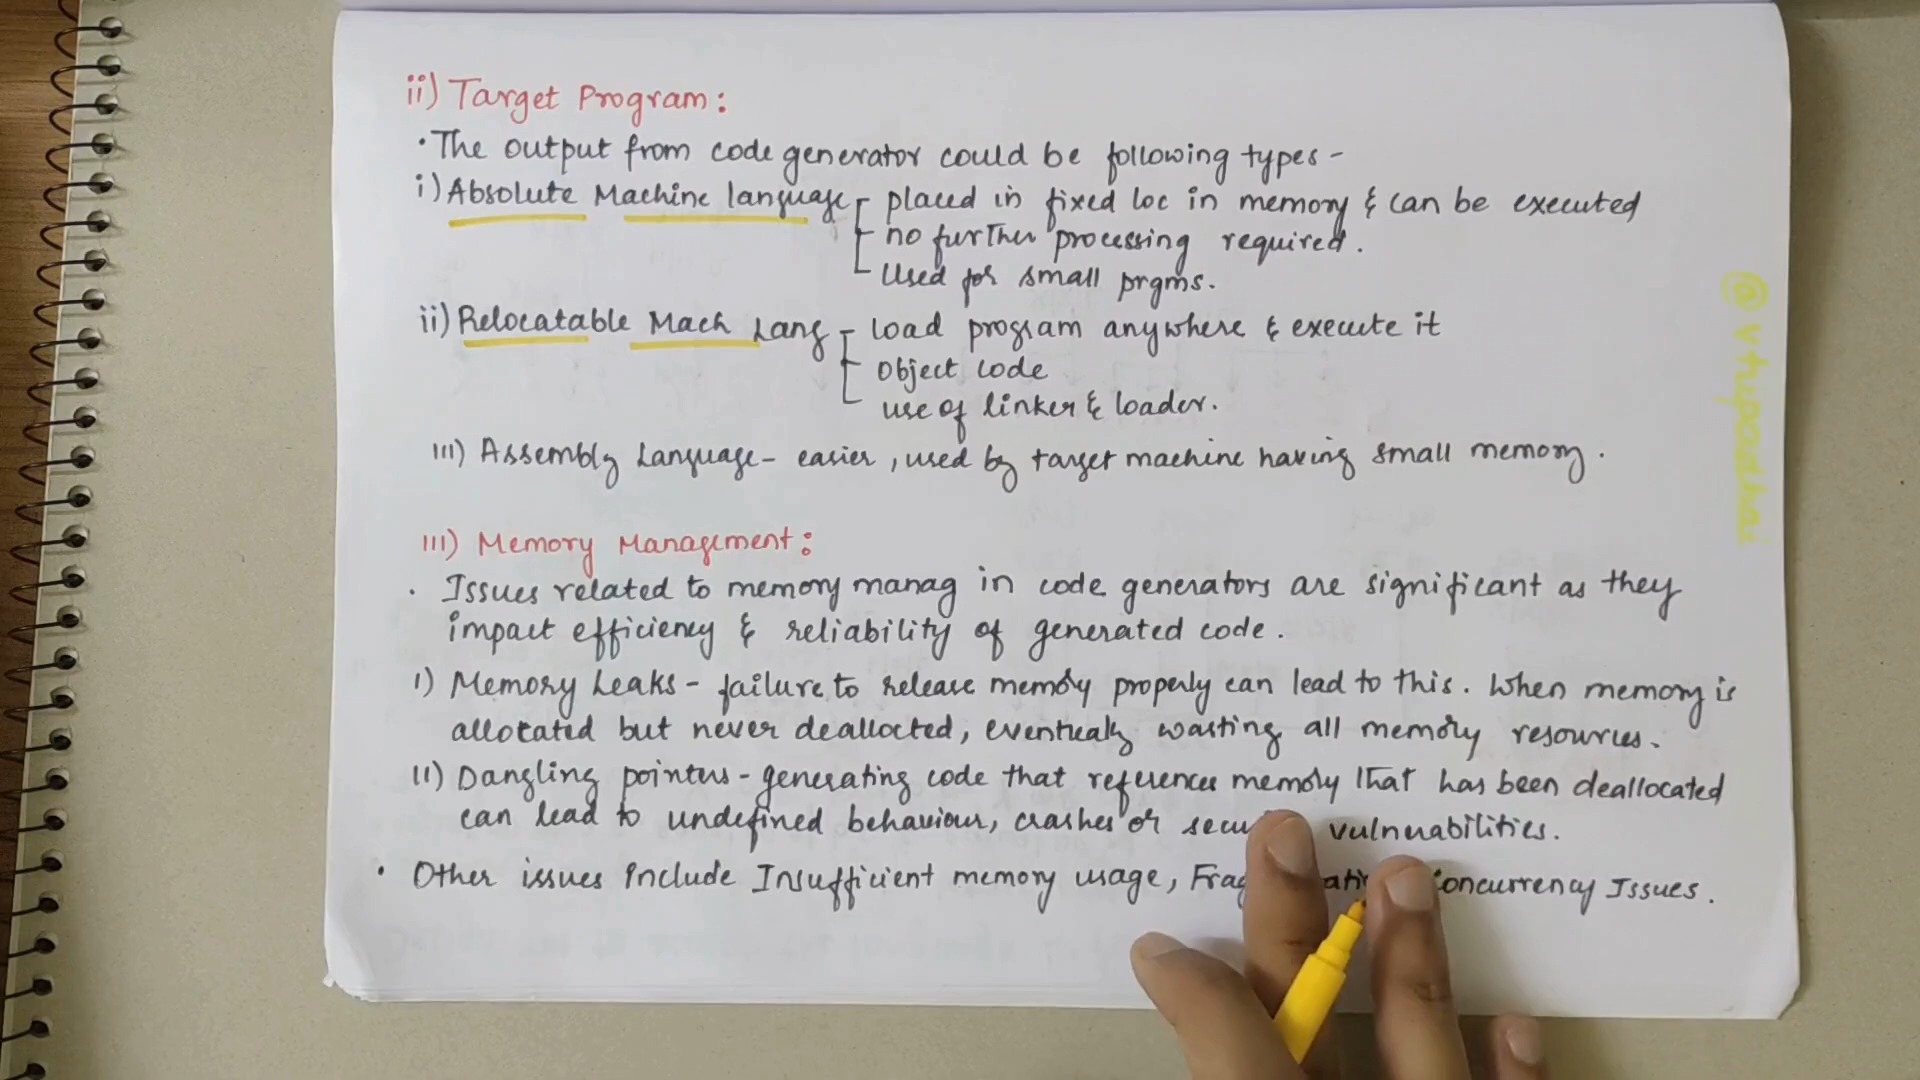 ii) Target Program:
• The output from code generator could be following types -
i) Absolute Machine language - placed in fixed loc in memory & can be executed
- no further processing required.
- Used for small prgms.
ii) Relocatable Mach Lang - load program anywhere & execute it
- Object code
- use of linker & loader.
III) Assembly Language - easier, used by target machine having small memory.
III) Memory Management:
• Issues related to memory manag in code generators are significant as they
impact efficiency & reliability of generated code.
I) Memory Leaks - failure to release memory properly can lead to this. When memory is
allocated but never deallocted, eventualy wasting all memory resources.
II) Dangling pointers - generating code that references memory that has been deallocated
can lead to undefined behaviour, crashes or vulnerabilities.
• Other issues include Insufficient memory usage, Concurrency Issues.
@vtupadhai